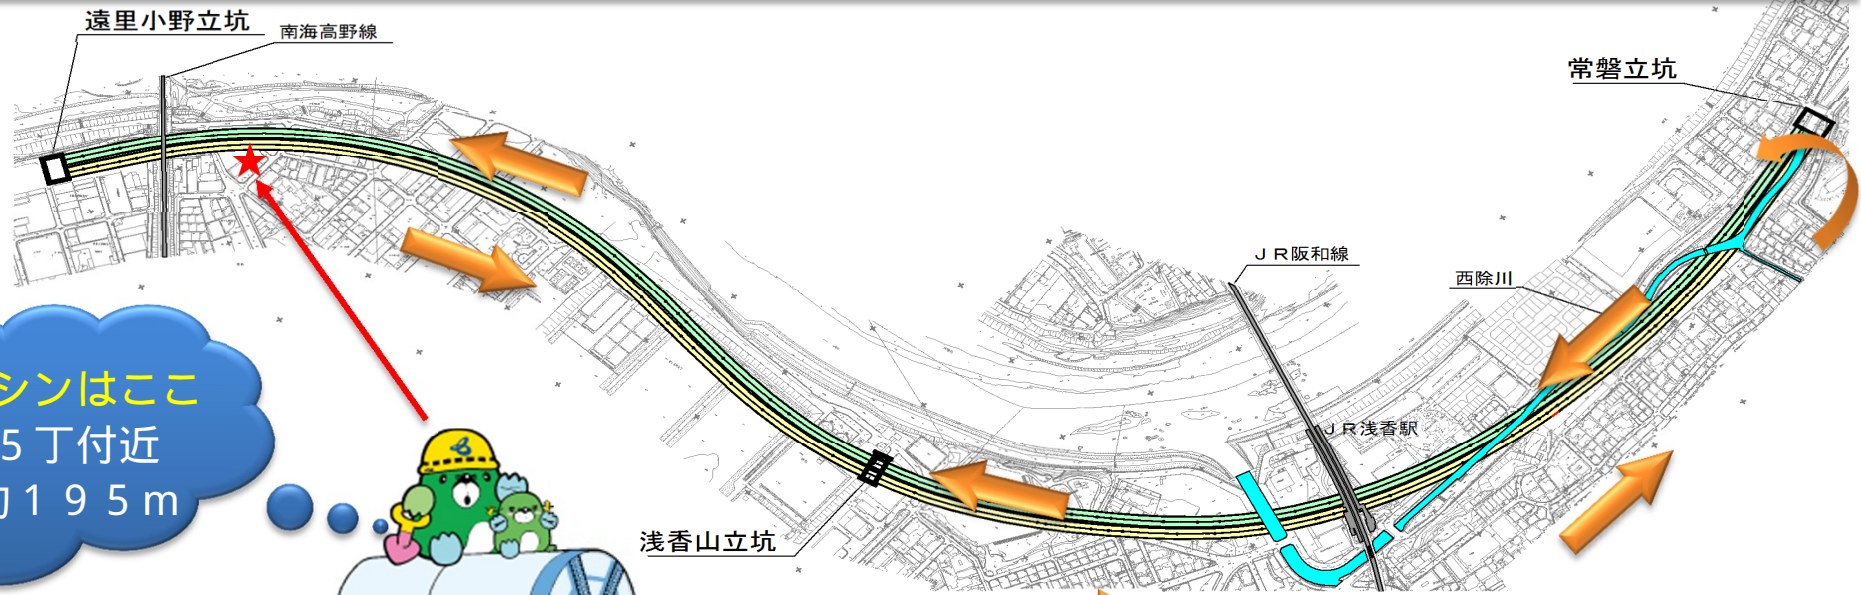 遠里小野立坑
南海高野線
常磐立坑
ＪＲ阪和線
西除川
ＪＲ浅香駅
浅香山立坑
シンはここ
５丁付近
１９５ｍ